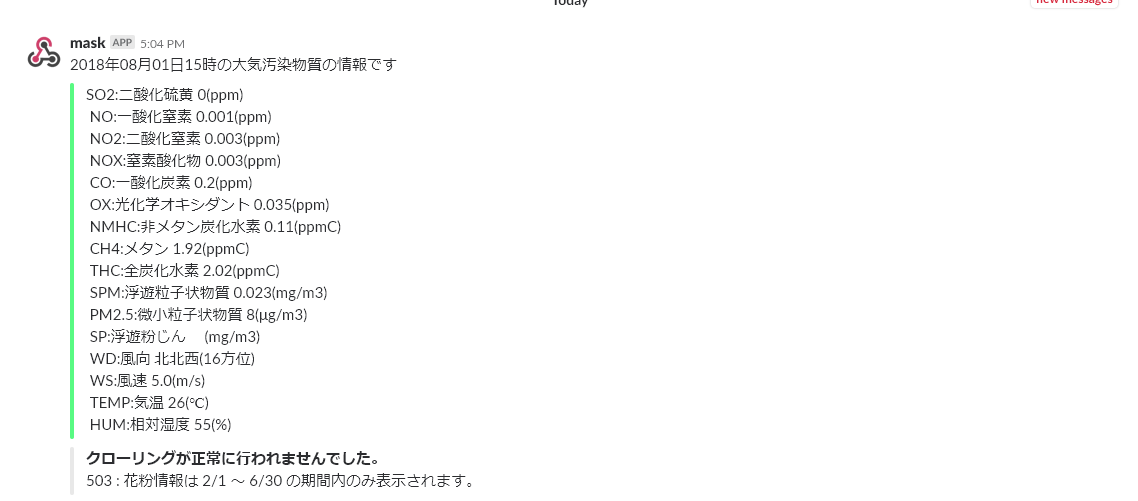 Today
new messages
mask APP 5:04 PM
2018年08月01日15時の大気汚染物質の情報です
SO2:二酸化硫黄 0(ppm)
NO:一酸化窒素 0.001(ppm)
NO2:二酸化窒素 0.003(ppm)
NOX:窒素酸化物 0.003(ppm)
CO:一酸化炭素 0.2(ppm)
OX:光化学オキシダント 0.035(ppm)
NMHC:非メタン炭化水素 0.11(ppmC)
CH4:メタン 1.92(ppmC)
THC:全炭化水素 2.02(ppmC)
SPM:浮遊粒子状物質 0.023(mg/m3)
PM2.5:微小粒子状物質 8(μg/m3)
SP:浮遊粉じん　(mg/m3)
WD:風向 北北西(16方位)
WS:風速 5.0(m/s)
TEMP:気温 26(℃)
HUM:相対湿度 55(%)
クローリングが正常に行われませんでした。
503 : 花粉情報は 2/1 ～ 6/30 の期間内のみ表示されます。